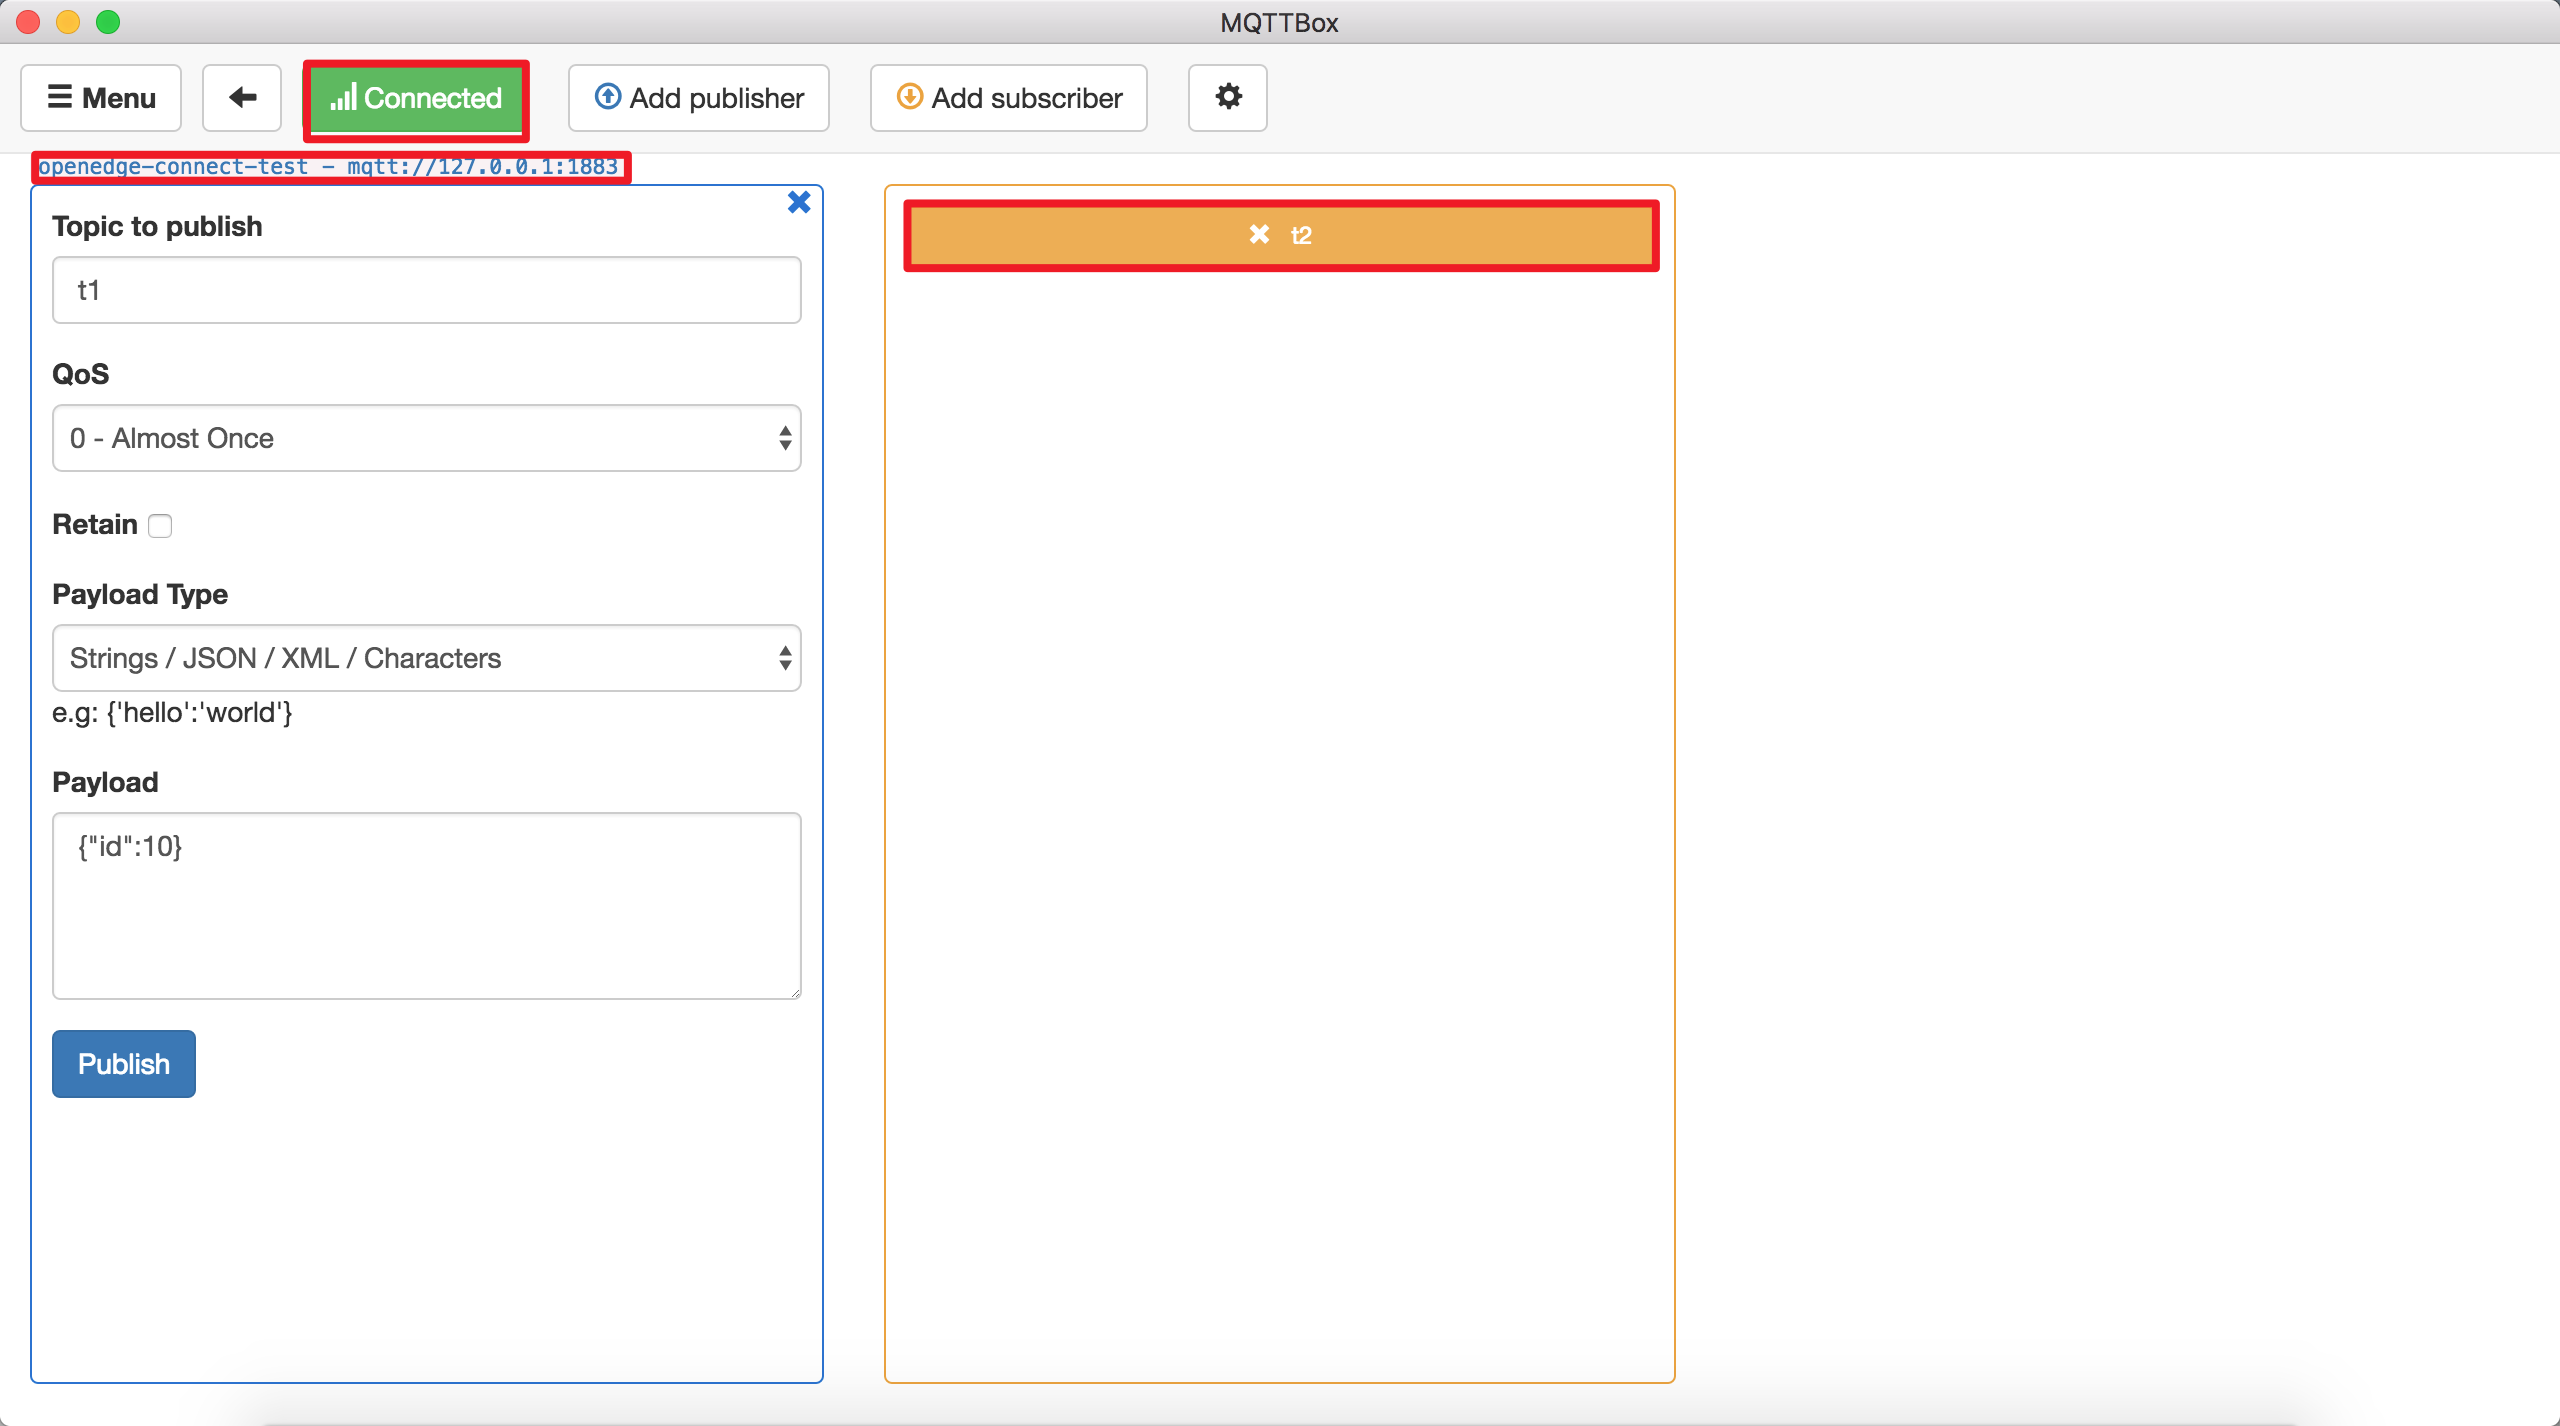 MQTTBox
Menu
Connected
Add publisher
Add subscriber
openedge-connect-test - mqtt://127.0.0.1:1883
Topic to publish
t1
QoS
0 - Almost Once
Retain
Payload Type
Strings / JSON / XML / Characters
e.g: {'hello':'world'}
Payload
{"id":10}
Publish
t2